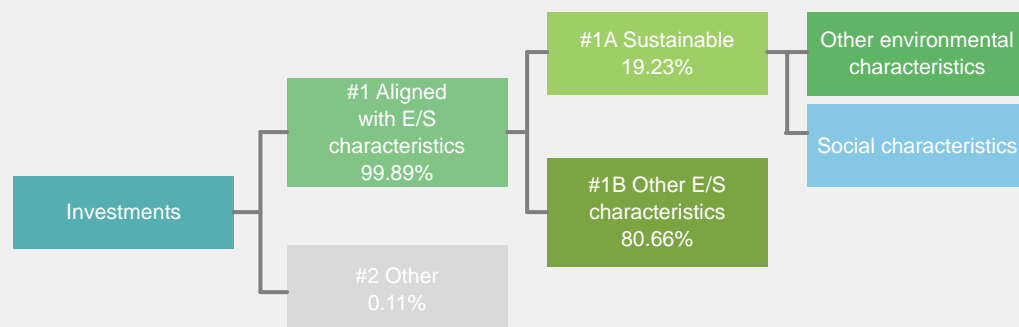 Investments
#1 Aligned
with E/S
characteristics
99.89%
#2 Other
0.11%
#1A Sustainable
19.23%
#1B Other E/S
characteristics
80.66%
Other environmental
characteristics
Social characteristics